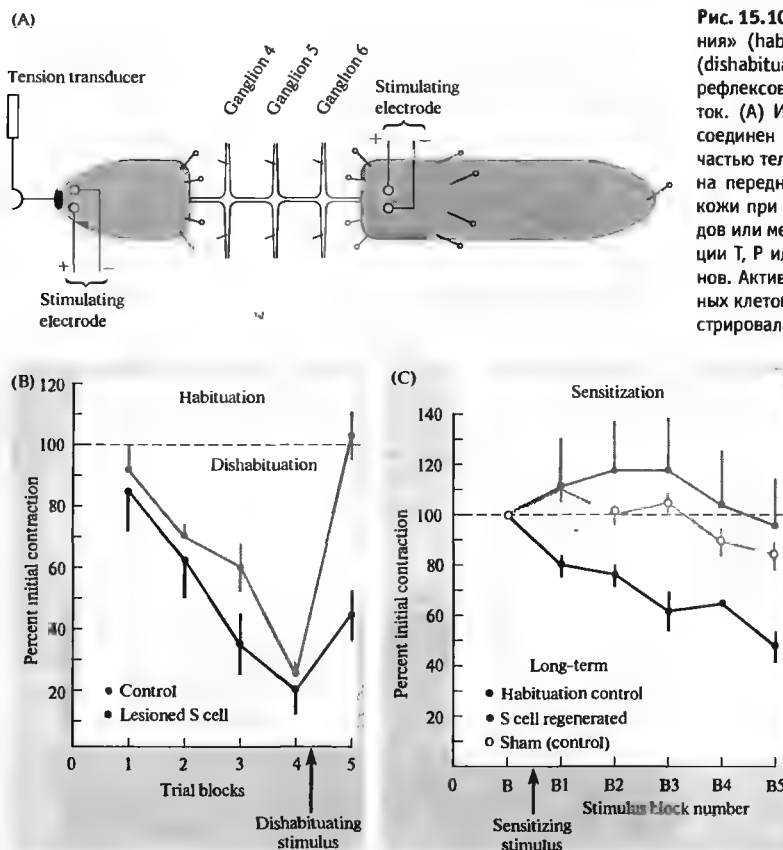 (A)
Tension transducer
Ganglion 4
Ganglion 5
Ganglion 6
Stimulating
electrode
+ −
+ −
Stimulating
electrode
Рис. 15.10
ния» (hab
(dishabitua
рефлексов
ток. (А) И
соединен
частью тел
на передн
кожи при
дов или ме
ции Т, Р ил
нов. Актив
ных клето
стрировал
(B)
Percent initial contraction
120
100
80
60
40
20
Habituation
Dishabituation
Control
Lesioned S cell
0 1 2 3 4 5
Trial blocks
Dishabituating
stimulus
(C)
Percent initial contraction
140
120
100
80
60
40
20
Sensitization
Long-term
Habituation control
S cell regenerated
Sham (control)
0 B B1 B2 B3 B4 B5
Stimulus block number
Sensitizing
stimulus